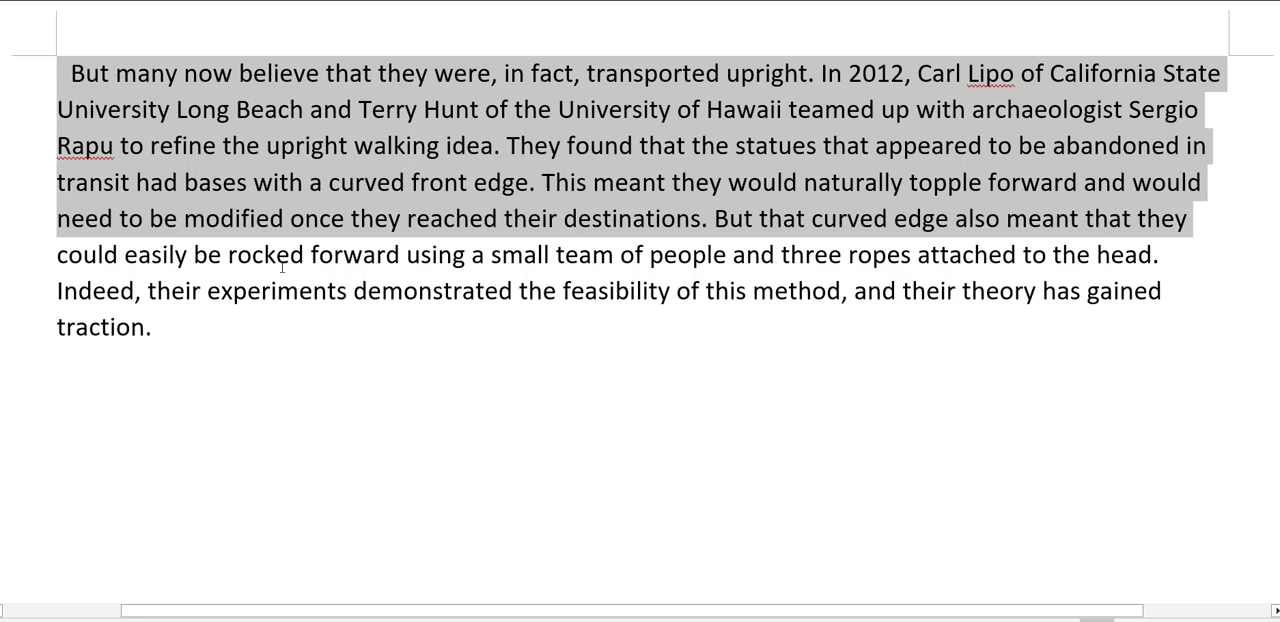 But many now believe that they were, in fact, transported upright. In 2012, Carl Lipo of California State
University Long Beach and Terry Hunt of the University of Hawaii teamed up with archaeologist Sergio
Rapu to refine the upright walking idea. They found that the statues that appeared to be abandoned in
transit had bases with a curved front edge. This meant they would naturally topple forward and would
need to be modified once they reached their destinations. But that curved edge also meant that they
could easily be rocked forward using a small team of people and three ropes attached to the head.
Indeed, their experiments demonstrated the feasibility of this method, and their theory has gained
traction.